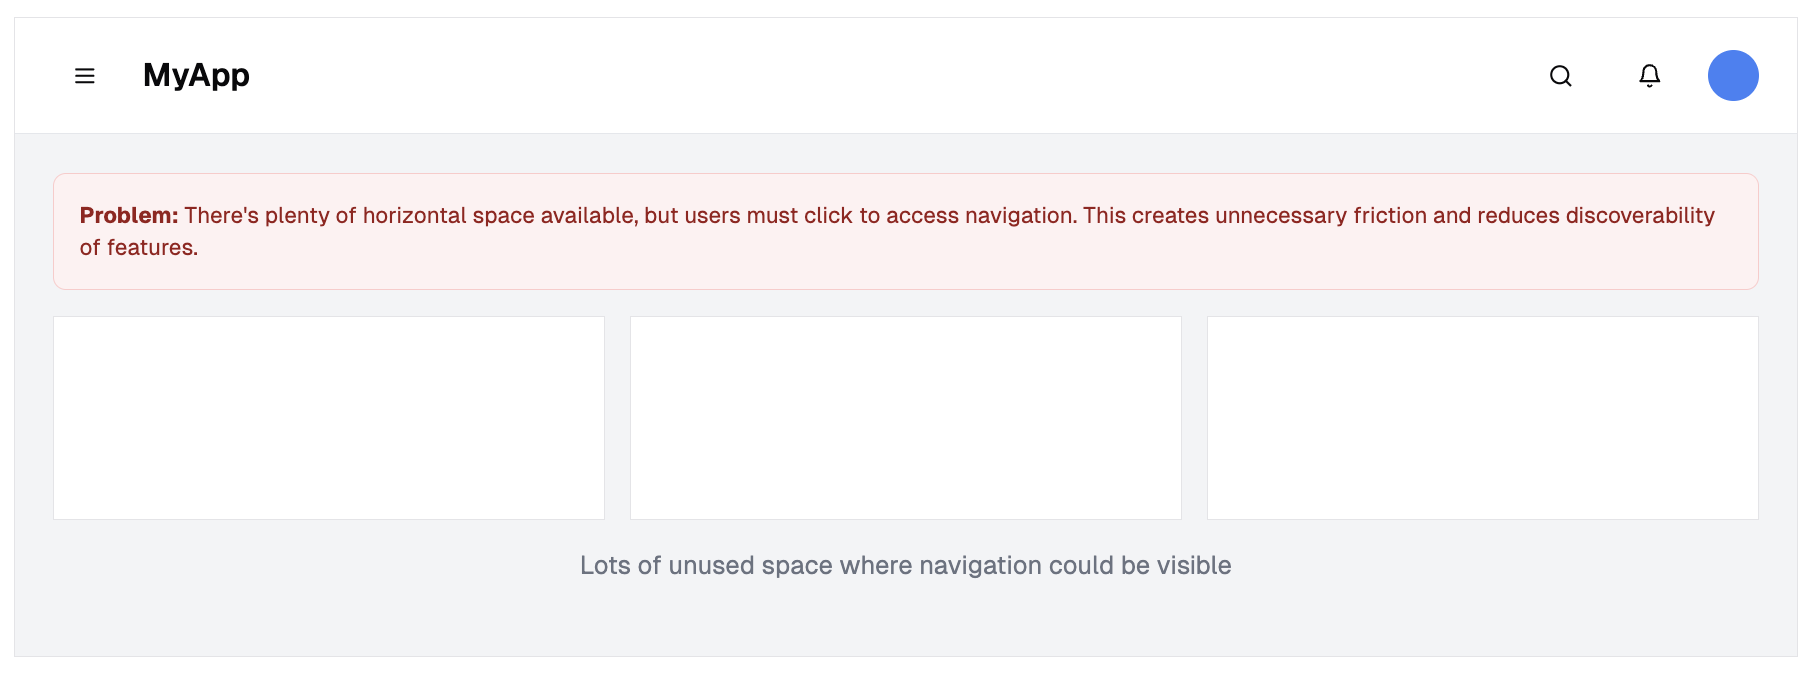 MyApp
Problem: There's plenty of horizontal space available, but users must click to access navigation. This creates unnecessary friction and reduces discoverability
of features.
Lots of unused space where navigation could be visible